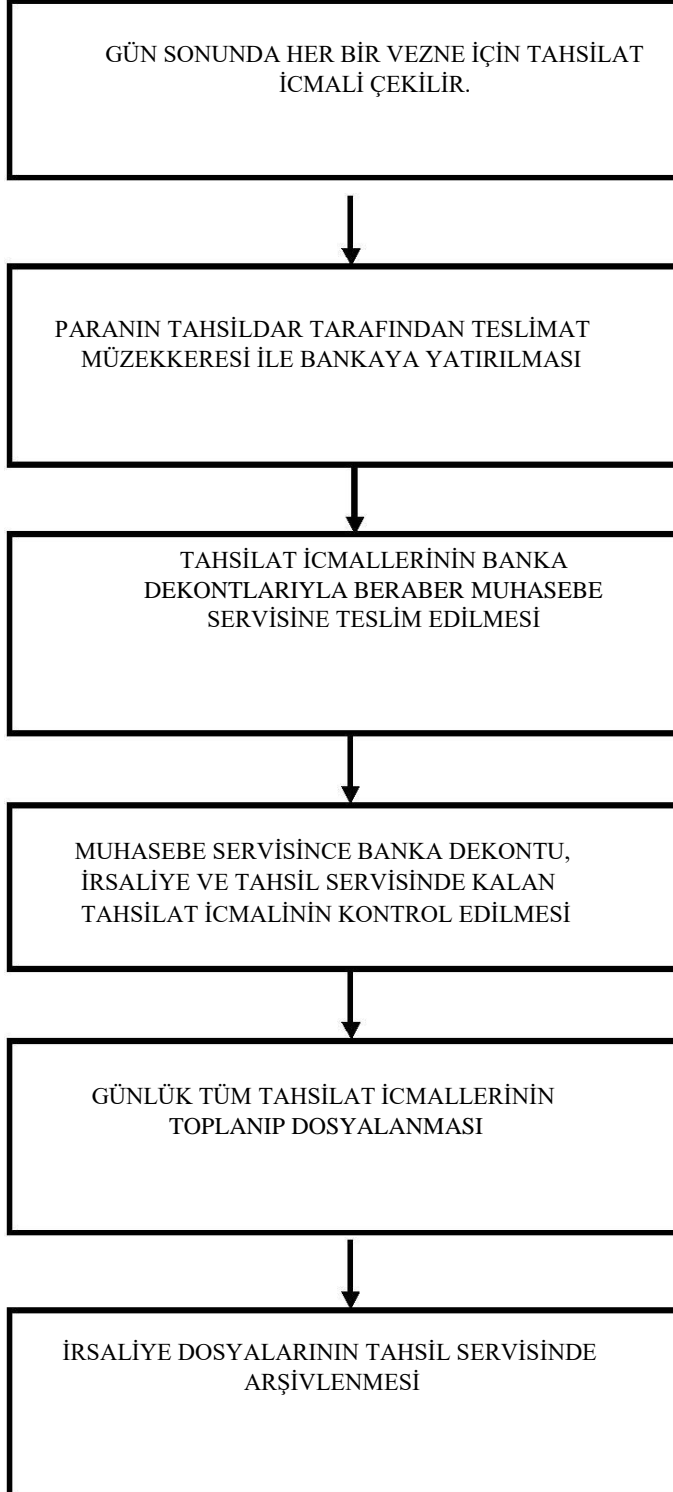 GÜN SONUNDA HER BİR VEZNE İÇİN TAHSİLAT
İCMALİ ÇEKİLİR.
PARANIN TAHSİLDAR TARAFINDAN TESLİMAT
MÜZEKKERESİ İLE BANKAYA YATIRILMASI
TAHSİLAT İCMALLERİNİN BANKA
DEKONTLARIYLA BERABER MUHASEBE
SERVİSİNE TESLİM EDİLMESİ
MUHASEBE SERVİSİNCE BANKA DEKONTU,
İRSALİYE VE TAHSİL SERVİSİNDE KALAN
TAHSİLAT İCMALİNİN KONTROL EDİLMESİ
GÜNLÜK TÜM TAHSİLAT İCMALLERİNİN
TOPLANIP DOSYALANMASI
İRSALİYE DOSYALARININ TAHSİL SERVİSİNDE
ARŞİVLENMESİ